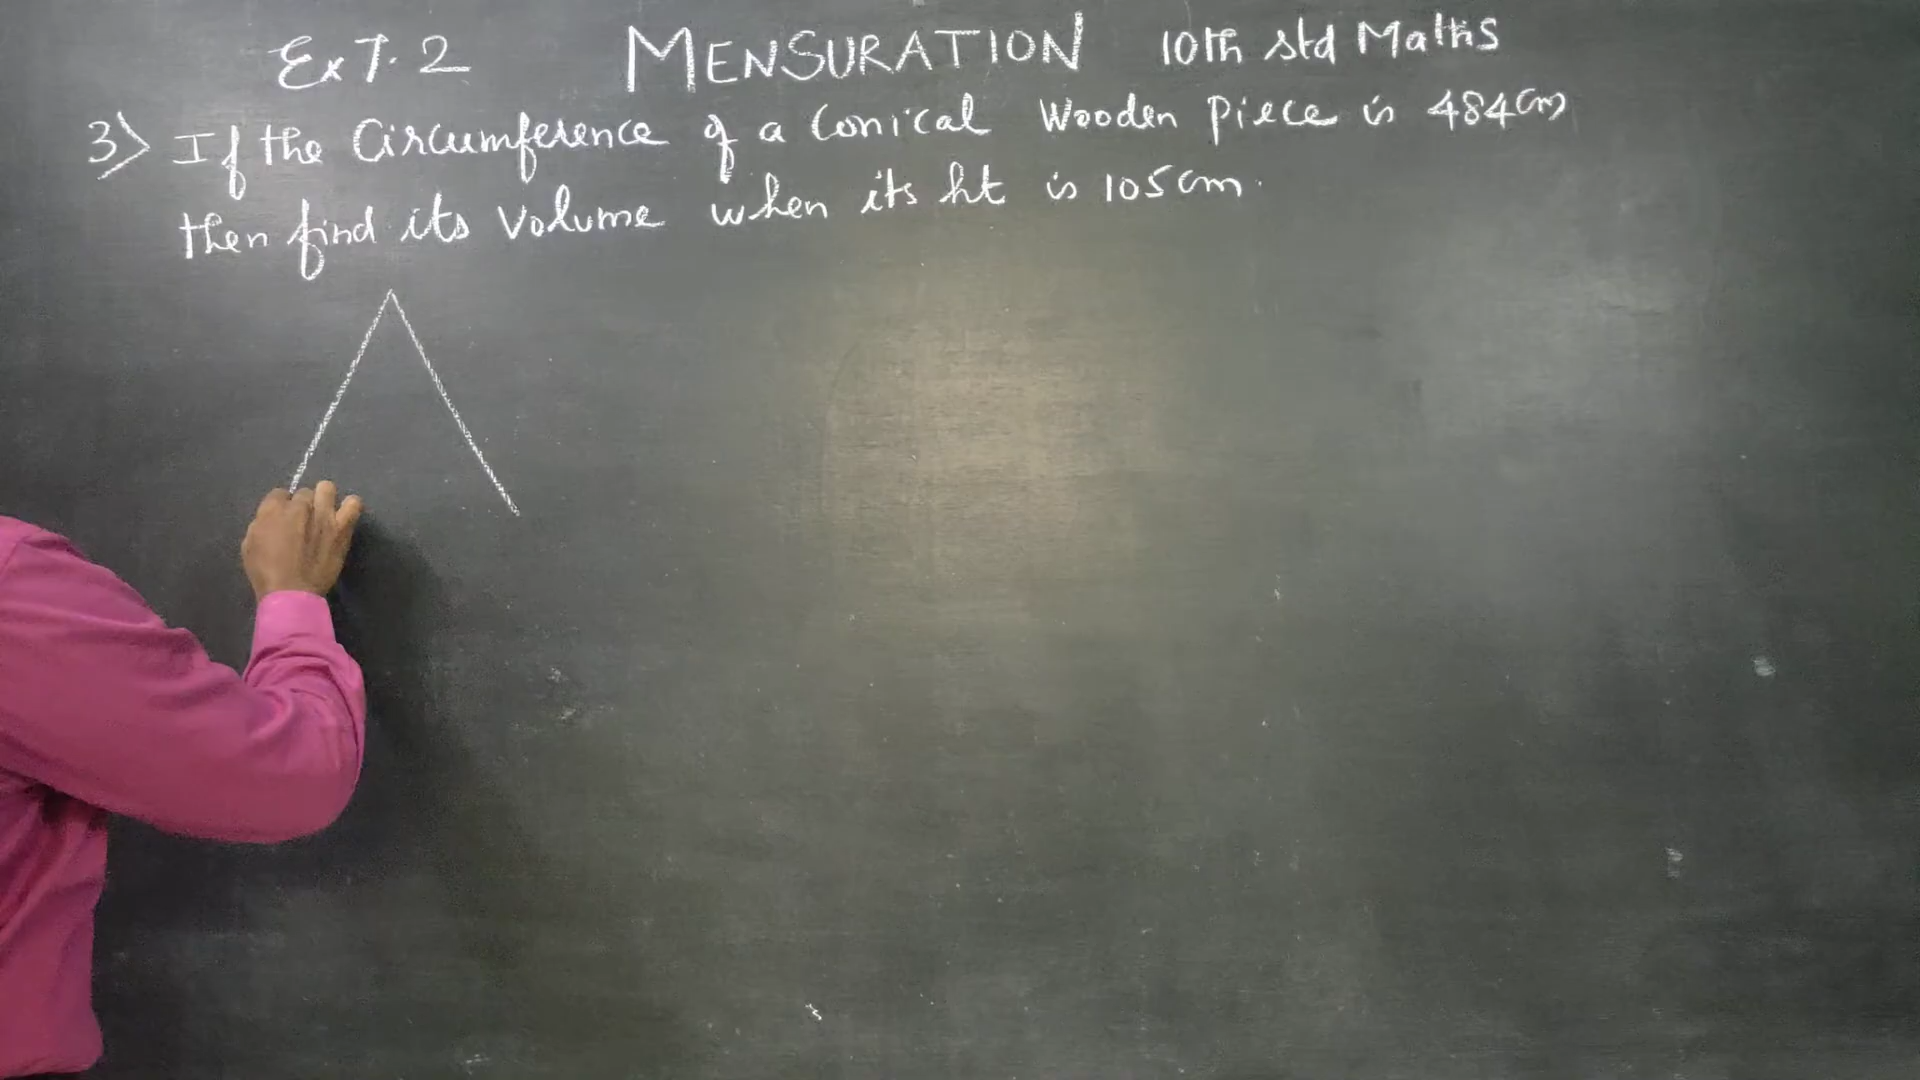 Ex 7.2 MENSURATION 10th std Maths
3) If the Circumference of a Conical Wooden Piece is 484cm
then find its Volume when its ht is 105cm.